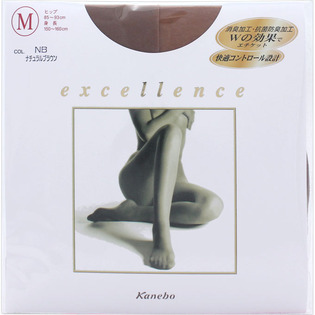 M
ヒップ
85~93cm
身長
150~160cm
COL. NB
ナチュラルブラウン
消臭加工・抗菌防臭加工
Wの効果で
エチケット
快適コントロール設計
excellence
Kanebo